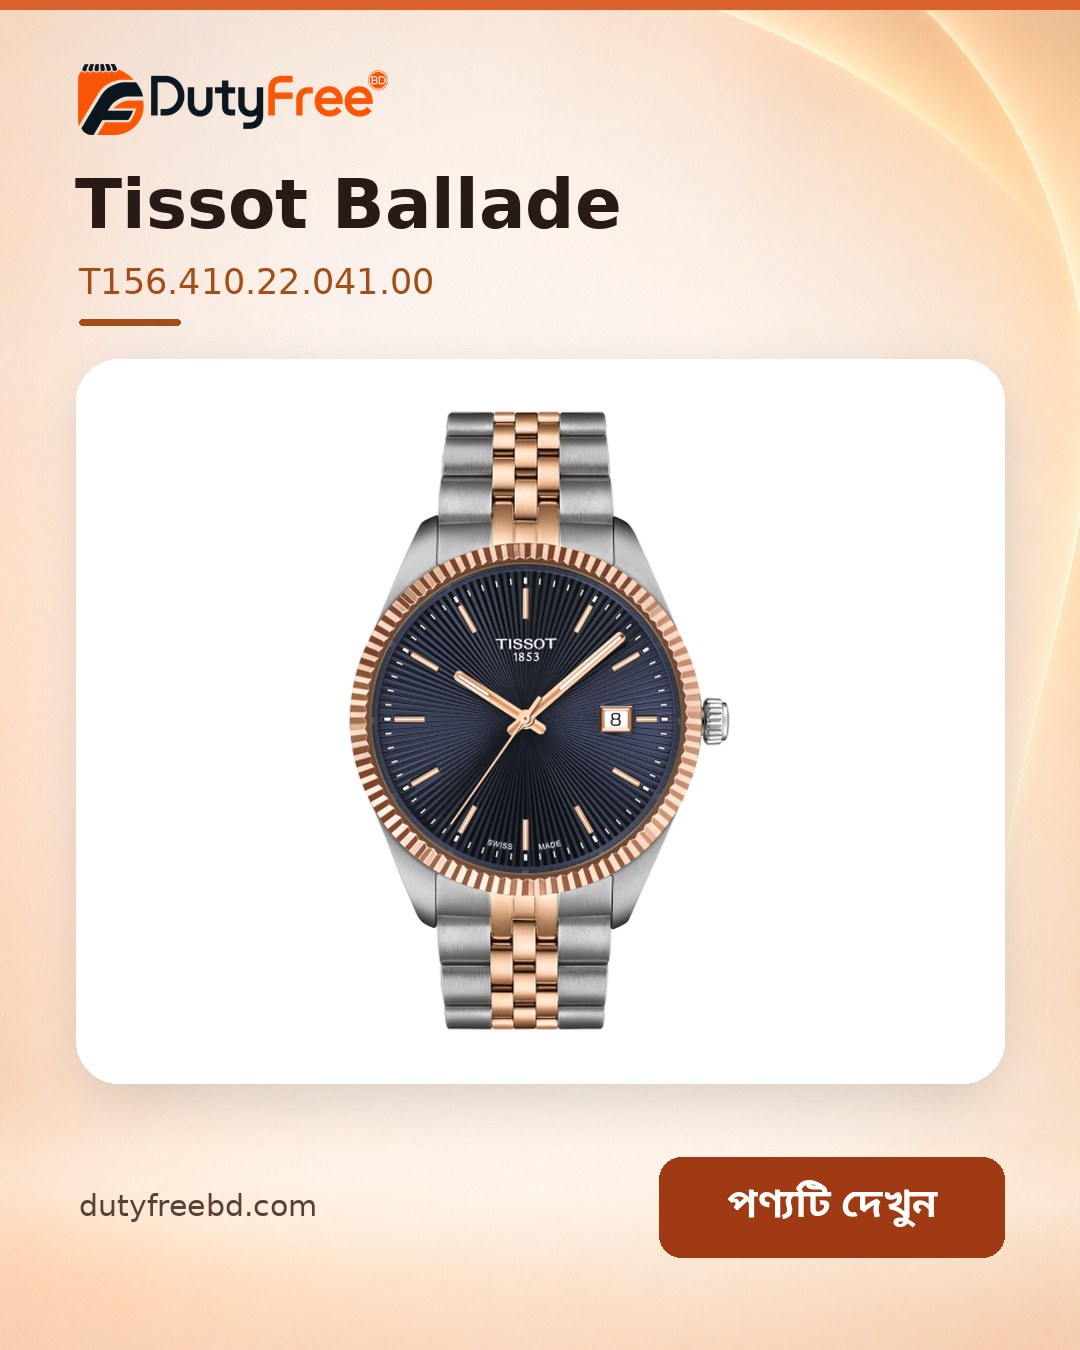 DutyFree BD
Tissot Ballade
T156.410.22.041.00
TISSOT
1853
8
SWISS MADE
dutyfreebd.com
পণ্যটি দেখুন